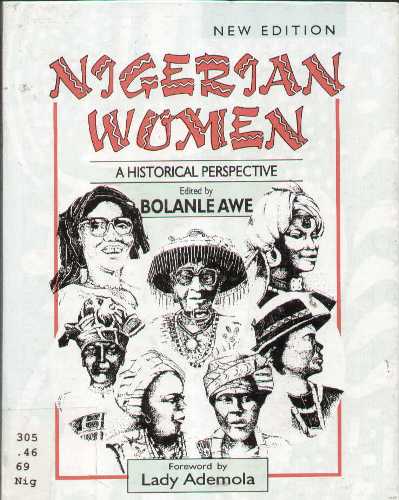 NEW EDITION
NIGERIAN
WOMEN
A HISTORICAL PERSPECTIVE
Edited by
BOLANLE AWE
305
.46
69
Nig
Foreword by
Lady Ademola